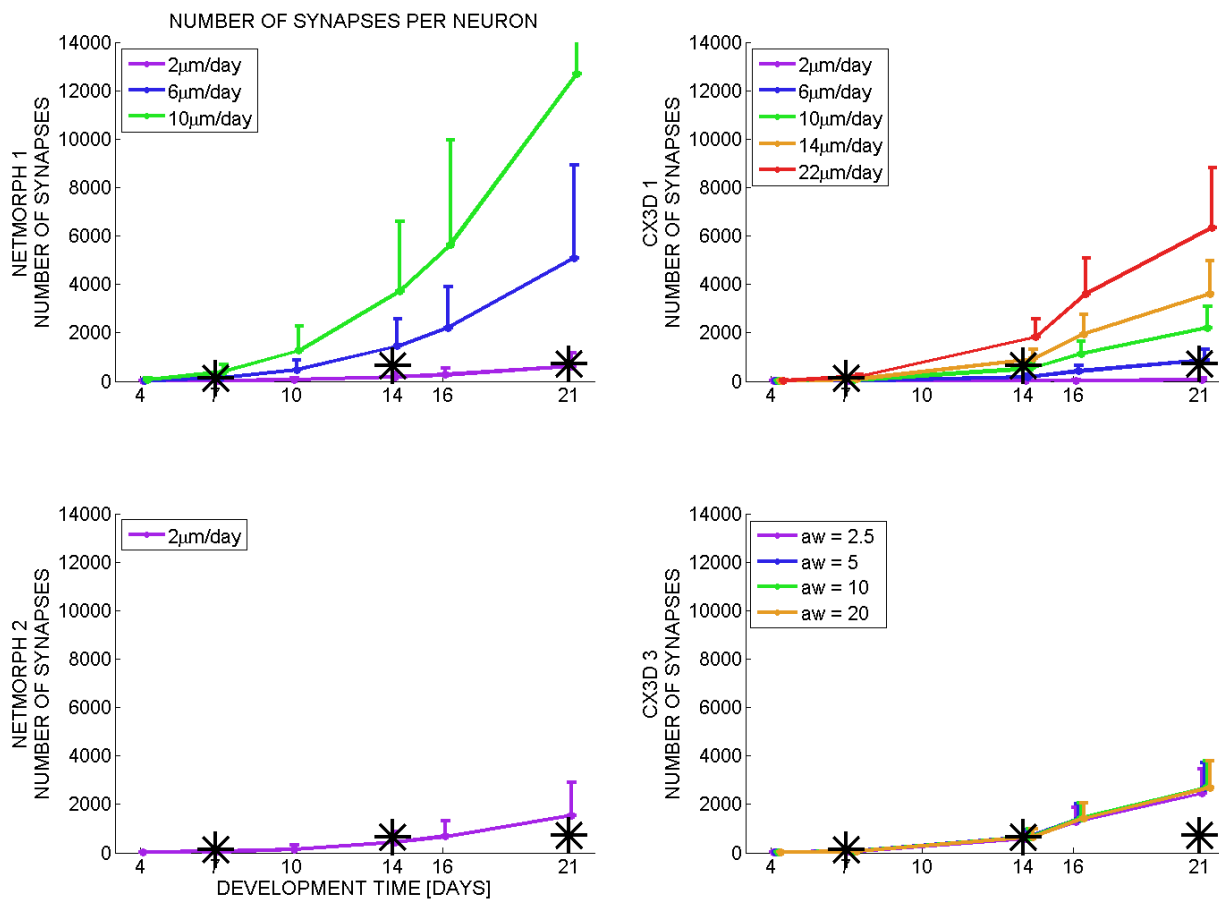 NUMBER OF SYNAPSES PER NEURON
NETMORPH 1
NUMBER OF SYNAPSES
14000
12000
10000
8000
6000
4000
2000
0
2μm/day
6μm/day
10μm/day
4
7
10
14
16
21
CX3D 1
NUMBER OF SYNAPSES
14000
12000
10000
8000
6000
4000
2000
0
2μm/day
6μm/day
10μm/day
14μm/day
22μm/day
4
7
10
14
16
21
NETMORPH 2
NUMBER OF SYNAPSES
14000
12000
10000
8000
6000
4000
2000
0
2μm/day
4
7
10
14
16
21
DEVELOPMENT TIME [DAYS]
CX3D 3
NUMBER OF SYNAPSES
14000
12000
10000
8000
6000
4000
2000
0
aw = 2.5
aw = 5
aw = 10
aw = 20
4
7
10
14
16
21